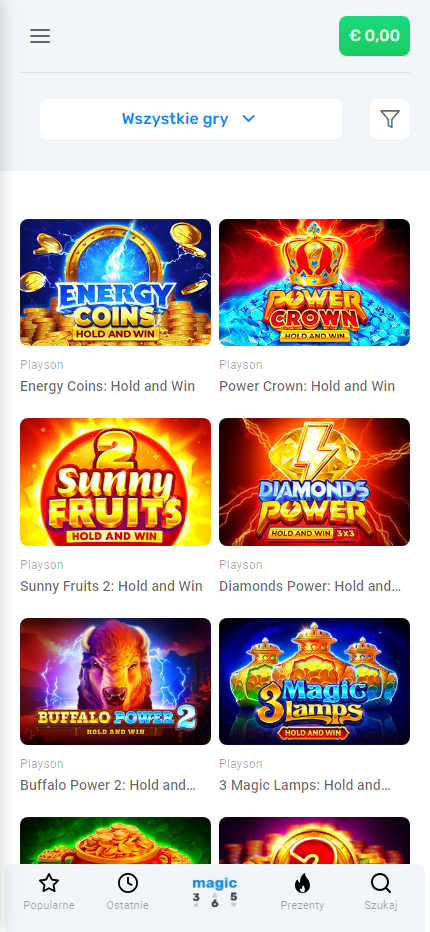 € 0,00
Wszystkie gry
ENERGY
COINS
HOLD AND WIN
POWER
CROWN
HOLD AND WIN
Playson
Energy Coins: Hold and Win
Playson
Power Crown: Hold and Win
2
Sunny
FRUITS
HOLD AND WIN
DIAMONDS
POWER
HOLD AND WIN 3X3
Playson
Sunny Fruits 2: Hold and Win
Playson
Diamonds Power: Hold and...
BUFFALO POWER 2
HOLD AND WIN
3 Magic
Lamps
HOLD AND WIN
Playson
Buffalo Power 2: Hold and...
Playson
3 Magic Lamps: Hold and...
Popularne
Ostatnie
magic
3 6 5
Prezenty
Szukaj